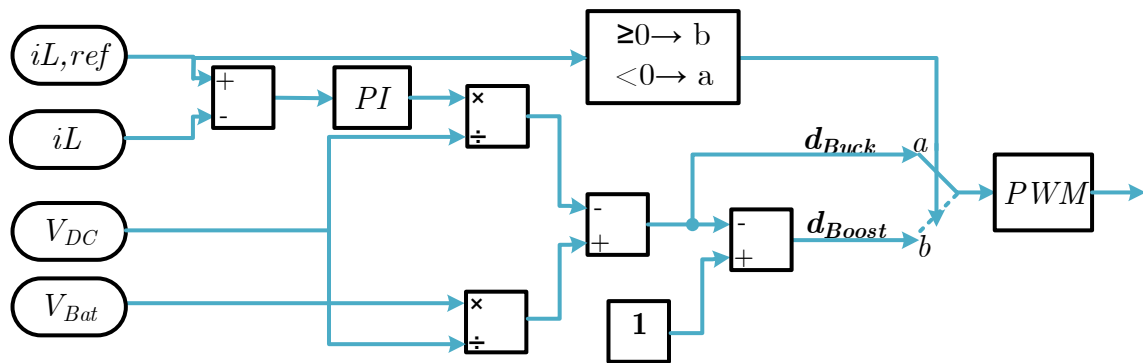 iL,ref
iL
V_DC
V_Bat
+
-
PI
×
÷
×
÷
-
+
≥0→ b
<0→ a
d_Buck
a
-
+
d_Boost
b
1
PWM